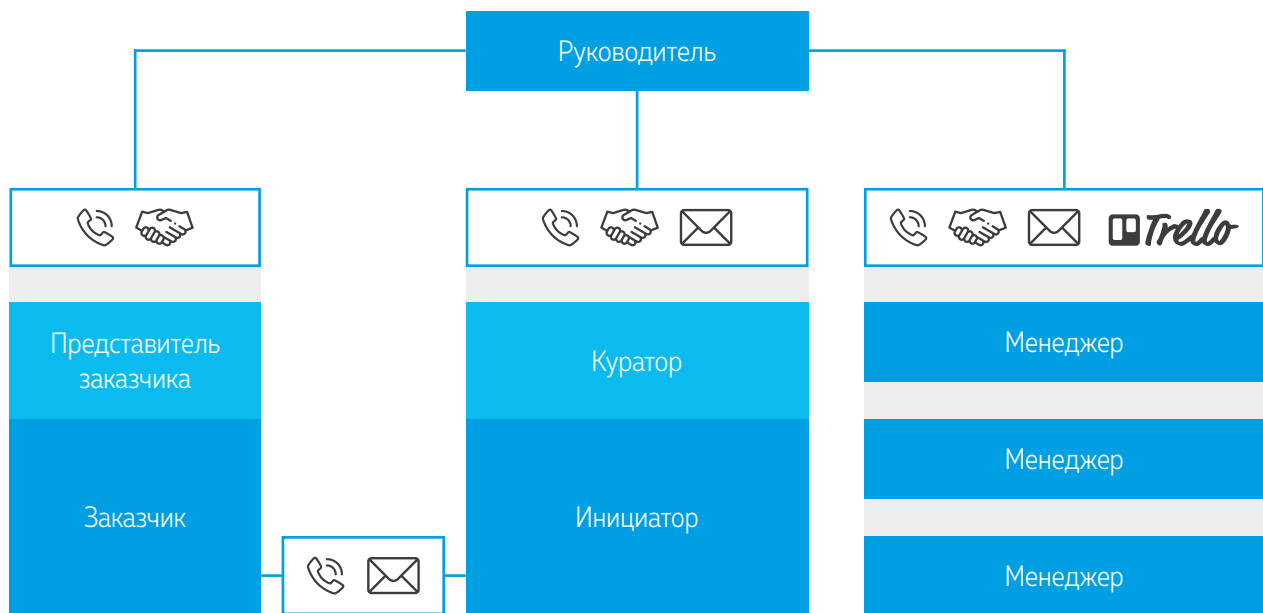 Руководитель
Trello
Представитель
заказчика
Куратор
Менеджер
Менеджер
Заказчик
Инициатор
Менеджер